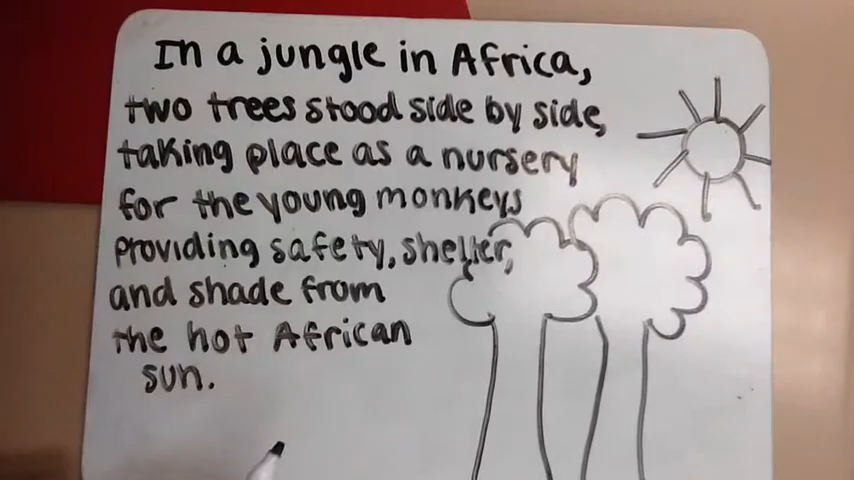 In a jungle in Africa,
two trees stood side by side,
taking place as a nursery
for the young monkeys
providing safety, shelter,
and shade from
the hot African
sun.